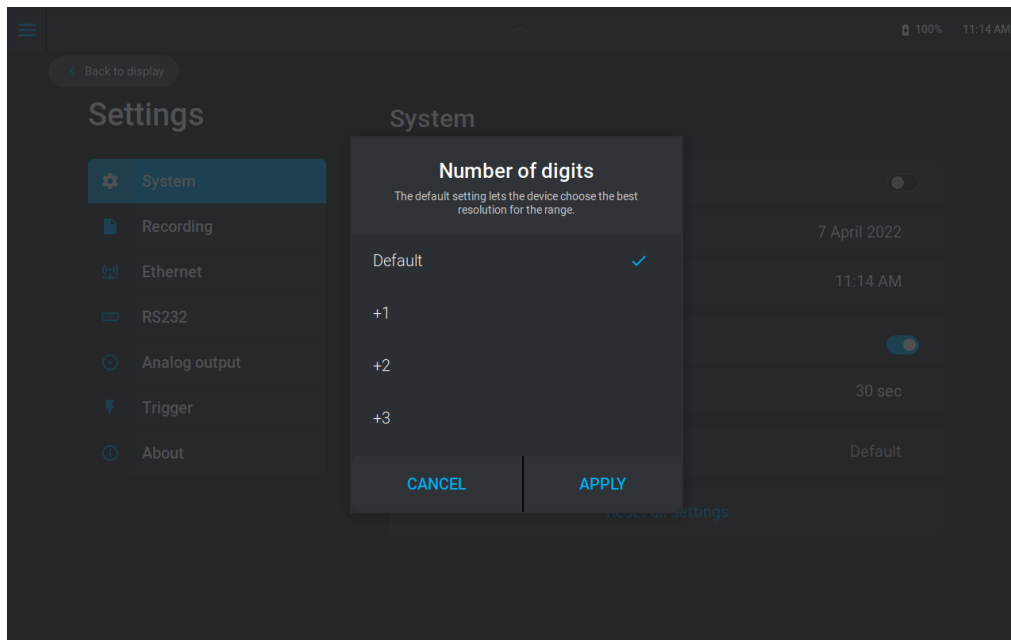 100% 11:14 AM
Back to display
Settings
System
System
Recording
Ethernet
RS232
Analog output
Trigger
About
Number of digits
The default setting lets the device choose the best
resolution for the range.
Default
+1
+2
+3
CANCEL APPLY
7 April 2022
11:14 AM
30 sec
Default
settings